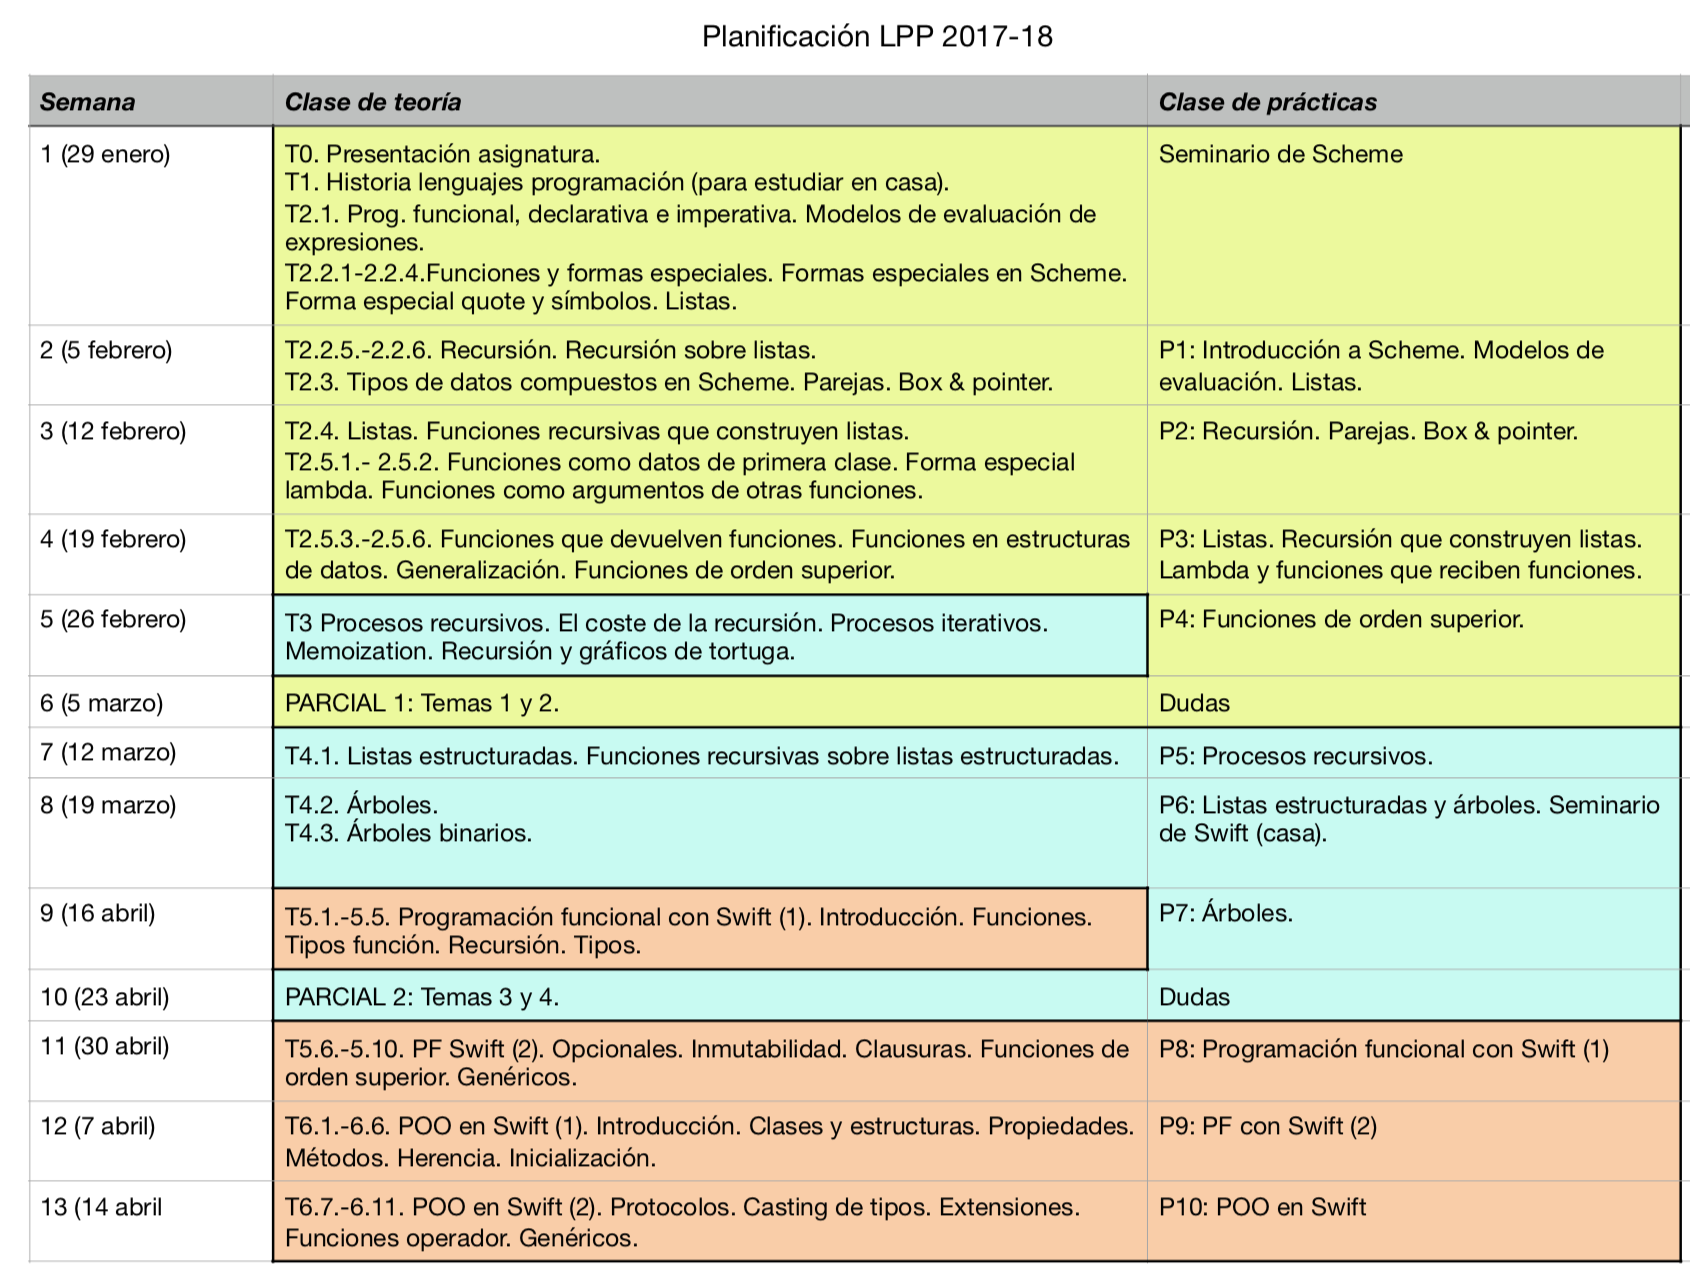 Planificación LPP 2017-18
Semana
Clase de teoría
Clase de prácticas
1 (29 enero)
T0. Presentación asignatura.
T1. Historia lenguajes programación (para estudiar en casa).
T2.1. Prog. funcional, declarativa e imperativa. Modelos de evaluación de
expresiones.
T2.2.1-2.2.4.Funciones y formas especiales. Formas especiales en Scheme.
Forma especial quote y símbolos. Listas.
Seminario de Scheme
2 (5 febrero)
T2.2.5.-2.2.6. Recursión. Recursión sobre listas.
T2.3. Tipos de datos compuestos en Scheme. Parejas. Box & pointer.
P1: Introducción a Scheme. Modelos de
evaluación. Listas.
3 (12 febrero)
T2.4. Listas. Funciones recursivas que construyen listas.
T2.5.1.- 2.5.2. Funciones como datos de primera clase. Forma especial
lambda. Funciones como argumentos de otras funciones.
P2: Recursión. Parejas. Box & pointer.
4 (19 febrero)
T2.5.3.-2.5.6. Funciones que devuelven funciones. Funciones en estructuras
de datos. Generalización. Funciones de orden superior.
P3: Listas. Recursión que construyen listas.
Lambda y funciones que reciben funciones.
5 (26 febrero)
T3 Procesos recursivos. El coste de la recursión. Procesos iterativos.
Memoization. Recursión y gráficos de tortuga.
P4: Funciones de orden superior.
6 (5 marzo)
PARCIAL 1: Temas 1 y 2.
Dudas
7 (12 marzo)
T4.1. Listas estructuradas. Funciones recursivas sobre listas estructuradas.
P5: Procesos recursivos.
8 (19 marzo)
T4.2. Árboles.
T4.3. Árboles binarios.
P6: Listas estructuradas y árboles. Seminario
de Swift (casa).
9 (16 abril)
T5.1.-5.5. Programación funcional con Swift (1). Introducción. Funciones.
Tipos función. Recursión. Tipos.
P7: Árboles.
10 (23 abril)
PARCIAL 2: Temas 3 y 4.
Dudas
11 (30 abril)
T5.6.-5.10. PF Swift (2). Opcionales. Inmutabilidad. Clausuras. Funciones de
orden superior. Genéricos.
P8: Programación funcional con Swift (1)
12 (7 abril)
T6.1.-6.6. POO en Swift (1). Introducción. Clases y estructuras. Propiedades.
Métodos. Herencia. Inicialización.
P9: PF con Swift (2)
13 (14 abril
T6.7.-6.11. POO en Swift (2). Protocolos. Casting de tipos. Extensiones.
Funciones operador. Genéricos.
P10: POO en Swift